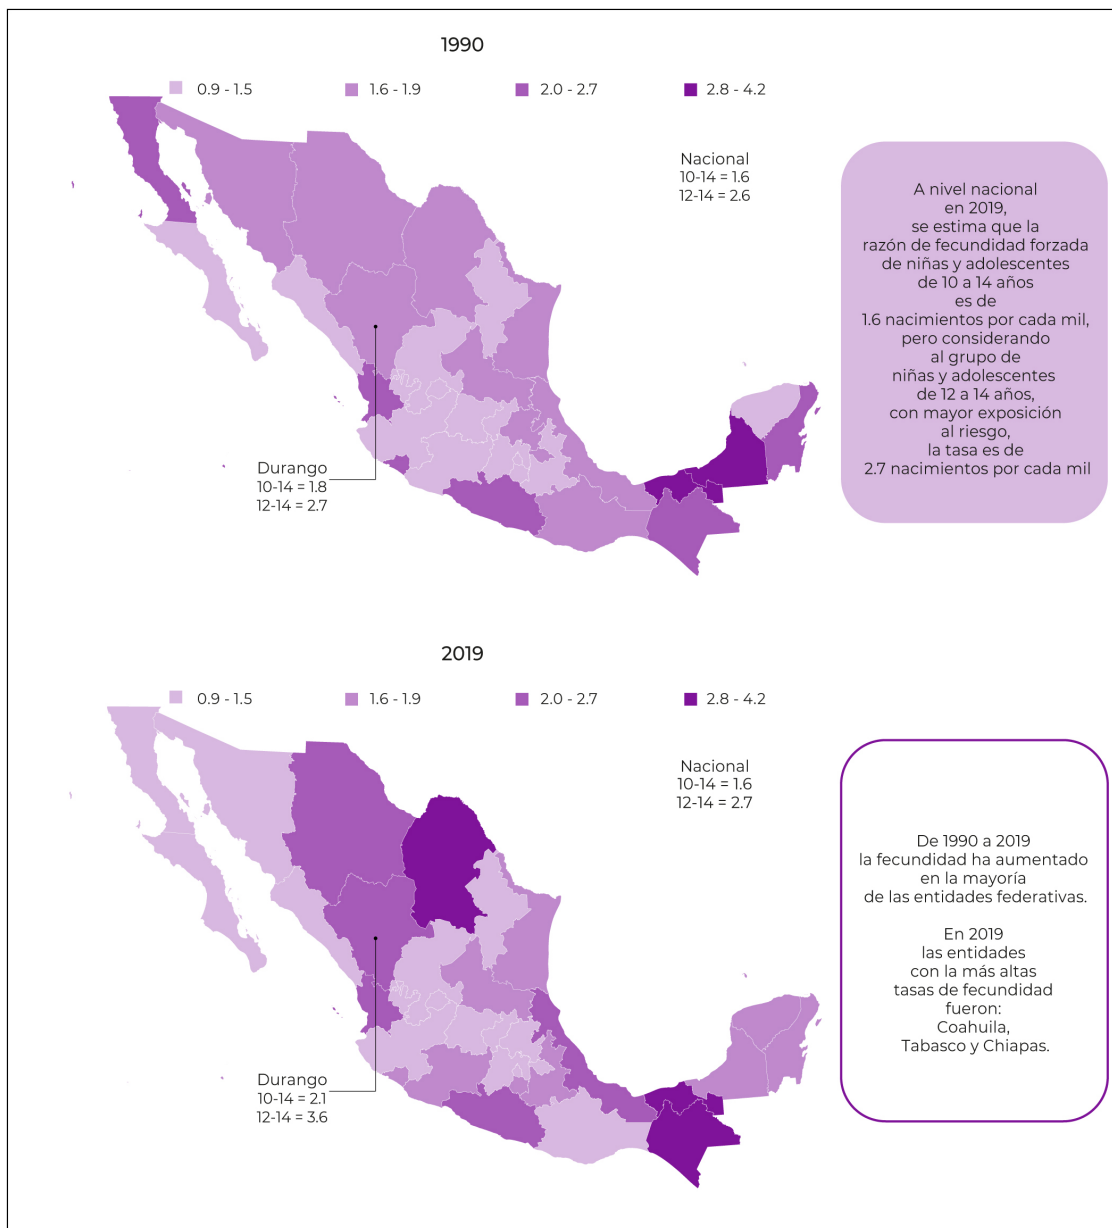 1990
0.9 - 1.5
1.6 - 1.9
2.0 - 2.7
2.8 - 4.2
Nacional
10-14 = 1.6
12-14 = 2.6
Durango
10-14 = 1.8
12-14 = 2.7
A nivel nacional
en 2019,
se estima que la
razón de fecundidad forzada
de niñas y adolescentes
de 10 a 14 años
es de
1.6 nacimientos por cada mil,
pero considerando
al grupo de
niñas y adolescentes
de 12 a 14 años,
con mayor exposición
al riesgo,
la tasa es de
2.7 nacimientos por cada mil
2019
0.9 - 1.5
1.6 - 1.9
2.0 - 2.7
2.8 - 4.2
Nacional
10-14 = 1.6
12-14 = 2.7
Durango
10-14 = 2.1
12-14 = 3.6
De 1990 a 2019
la fecundidad ha aumentado
en la mayoría
de las entidades federativas.
En 2019
las entidades
con la más altas
tasas de fecundidad
fueron:
Coahuila,
Tabasco y Chiapas.